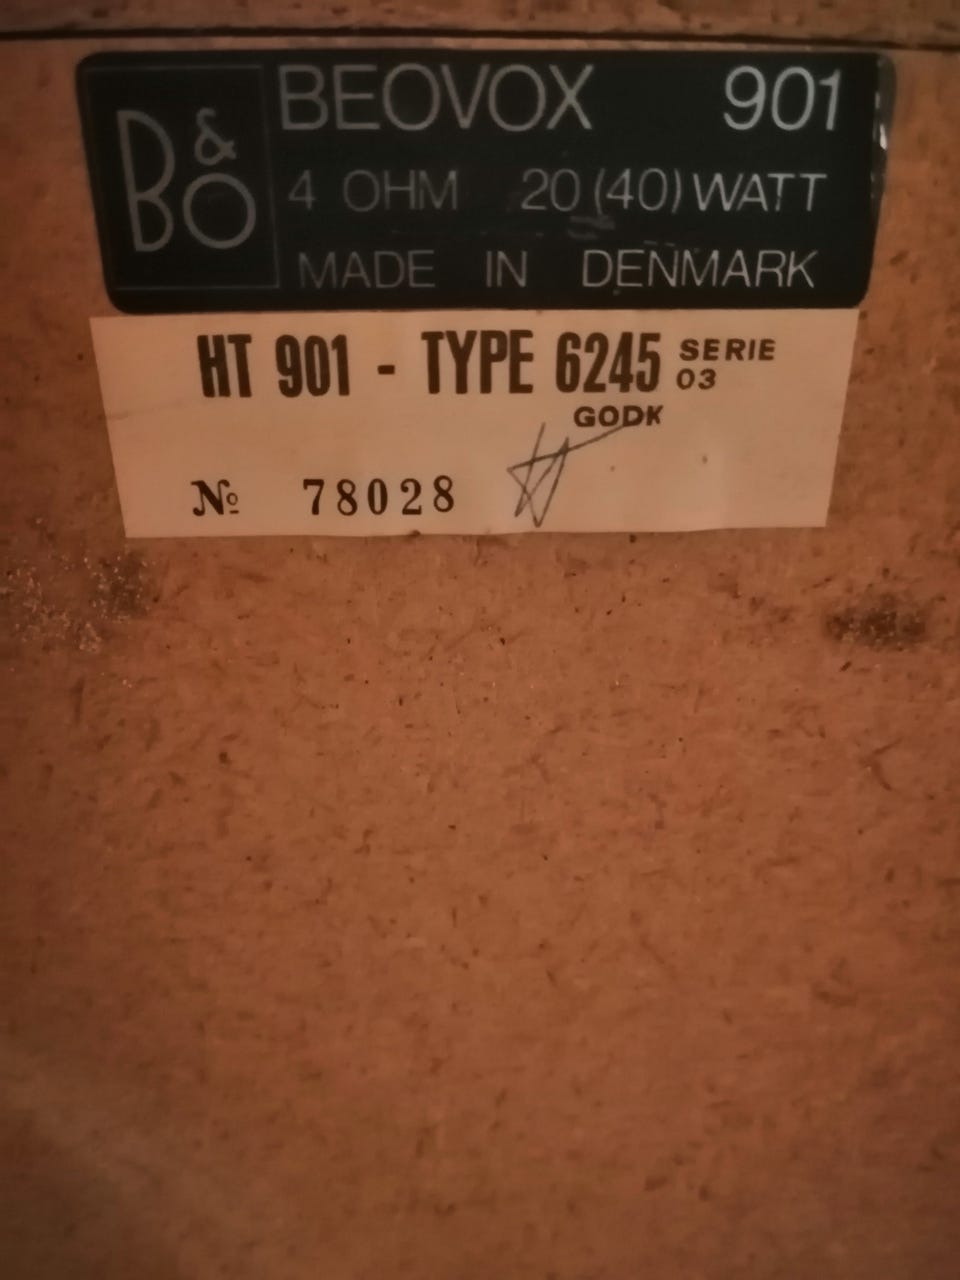 B&O
BEOVOX 901
4 OHM 20 (40) WATT
MADE IN DENMARK
HT 901 - TYPE 6245 SERIE 03
GODK
№ 78028